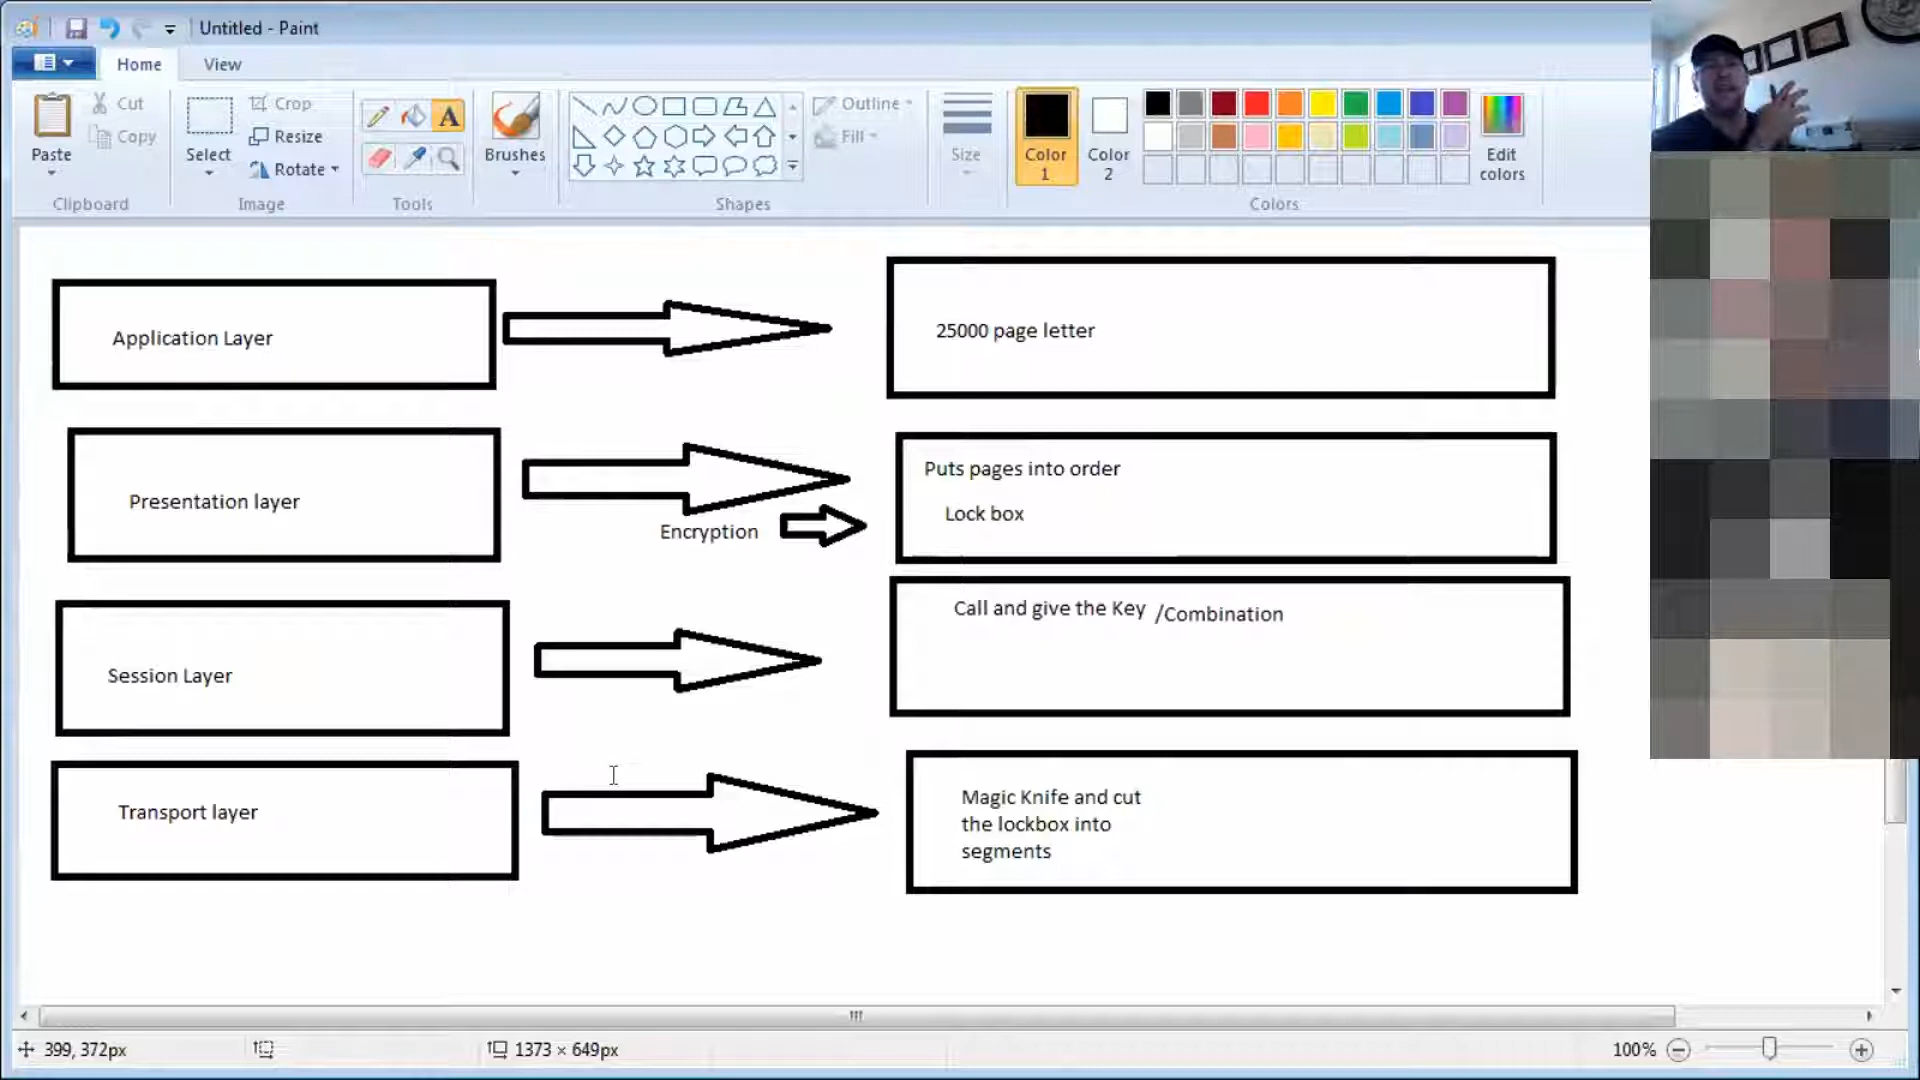 Untitled - Paint
Home
View
Paste
Cut
Copy
Clipboard
Select
Crop
Resize
Rotate
Image
A
Tools
Brushes
Outline
Fill
Shapes
Size
Color
1
Color
2
Edit
colors
Colors
Application Layer
25000 page letter
Presentation layer
Puts pages into order
Lock box
Encryption
Session Layer
Call and give the Key /Combination
Transport layer
Magic Knife and cut
the lockbox into
segments
399, 372px
1373 × 649px
100%